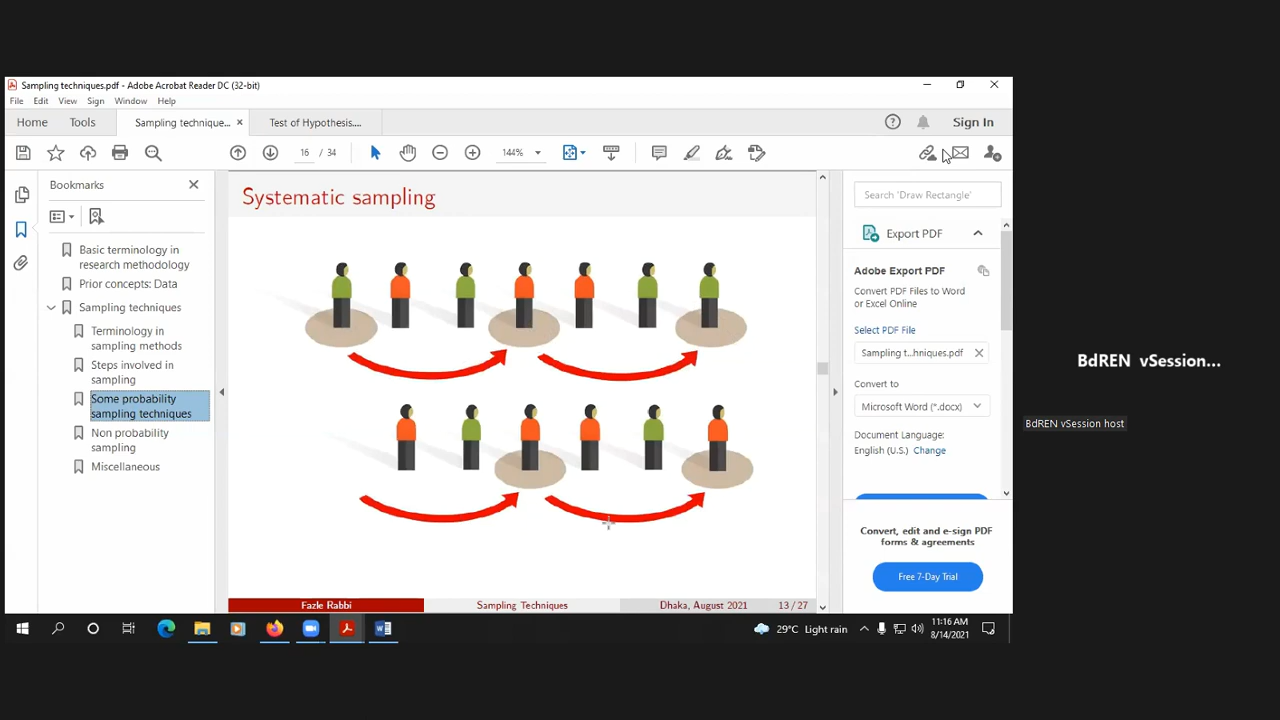 Sampling techniques.pdf - Adobe Acrobat Reader DC (32-bit)
File Edit View Sign Window Help
Home Tools Sampling technique... × Test of Hypothesis.... Sign In
16 / 34 144%
Bookmarks
Basic terminology in
research methodology
Prior concepts: Data
Sampling techniques
Terminology in
sampling methods
Steps involved in
sampling
Some probability
sampling techniques
Non probability
sampling
Miscellaneous
Systematic sampling
Fazle Rabbi Sampling Techniques Dhaka, August 2021 13 / 27
Search 'Draw Rectangle'
Export PDF
Adobe Export PDF
Convert PDF Files to Word
or Excel Online
Select PDF File
Sampling t...hniques.pdf
Convert to
Microsoft Word (*.docx)
Document Language:
English (U.S.) Change
Convert, edit and e-sign PDF
forms & agreements
Free 7-Day Trial
29°C Light rain
11:16 AM
8/14/2021
BdREN vSession...
BdREN vSession host